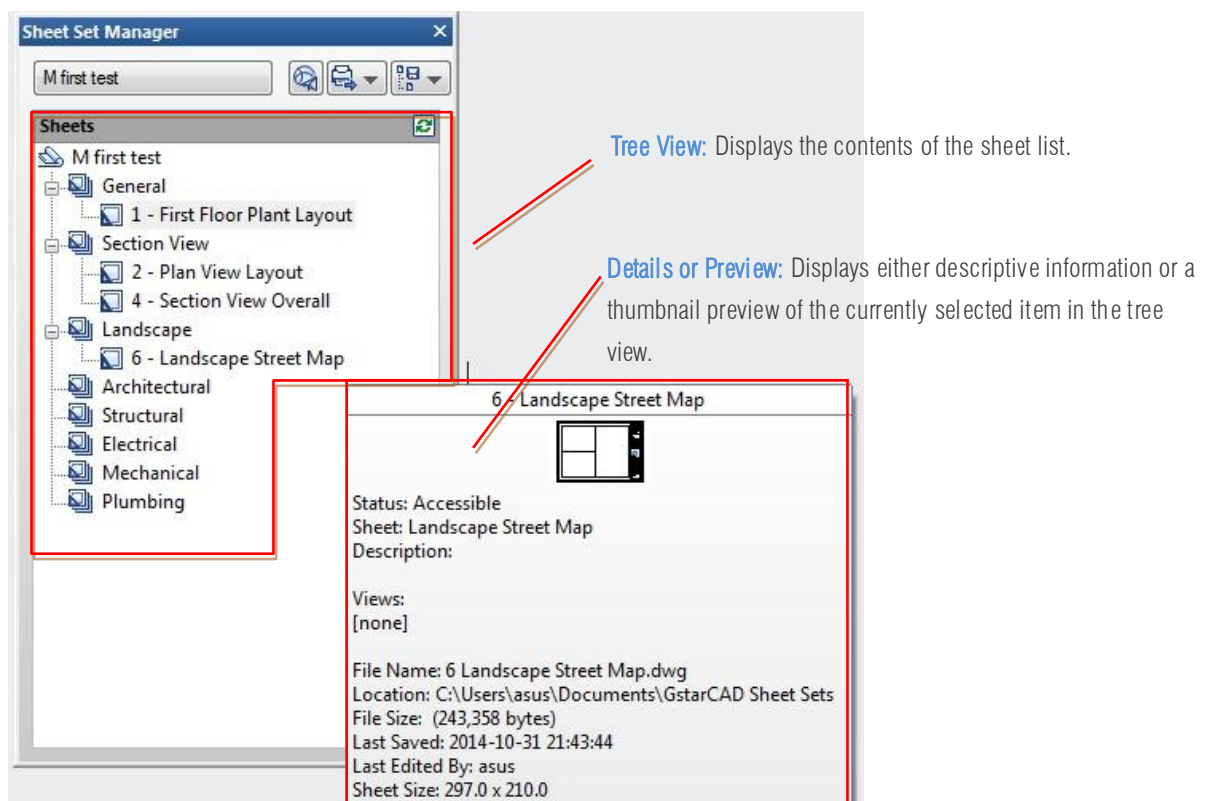 Sheet Set Manager
M first test
Sheets
M first test
General
1 - First Floor Plant Layout
Section View
2 - Plan View Layout
4 - Section View Overall
Landscape
6 - Landscape Street Map
Architectural
Structural
Electrical
Mechanical
Plumbing
Tree View: Displays the contents of the sheet list.
Details or Preview: Displays either descriptive information or a
thumbnail preview of the currently selected item in the tree
view.
6 - Landscape Street Map
Status: Accessible
Sheet: Landscape Street Map
Description:
Views:
[none]
File Name: 6 Landscape Street Map.dwg
Location: C:\Users\asus\Documents\GstarCAD Sheet Sets
File Size: (243,358 bytes)
Last Saved: 2014-10-31 21:43:44
Last Edited By: asus
Sheet Size: 297.0 x 210.0